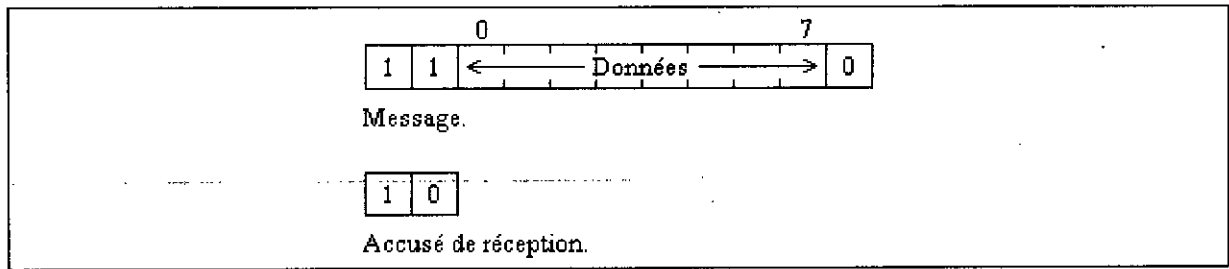 0 7
1 1 Données 0
Message.
1 0
Accusé de réception.